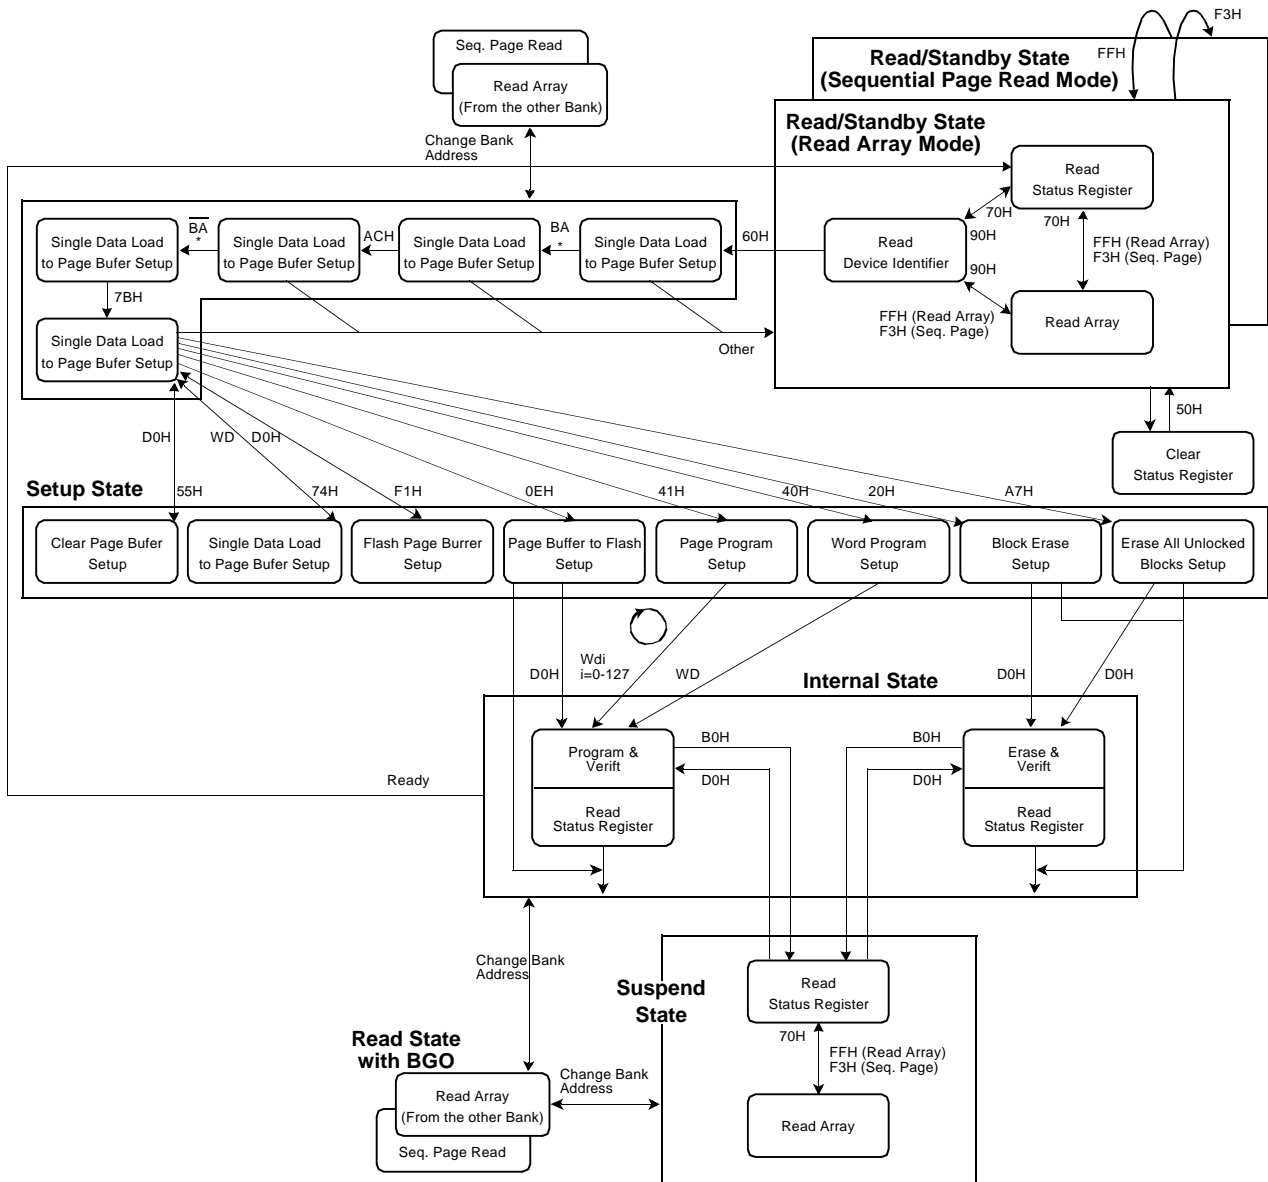 F3H
Seq. Page Read
Read Array
(From the other Bank)
FFH
Read/Standby State
(Sequential Page Read Mode)
Read/Standby State
(Read Array Mode)
Change Bank
Address
Read
Status Register
70H
70H
90H
90H
FFH (Read Array)
F3H (Seq. Page)
Read
Device Identifier
FFH (Read Array)
F3H (Seq. Page)
Read Array
60H
Single Data Load
to Page Bufer Setup
BA
*
Single Data Load
to Page Bufer Setup
ACH
Single Data Load
to Page Bufer Setup
B̅A̅
*
Single Data Load
to Page Bufer Setup
7BH
Single Data Load
to Page Bufer Setup
Other
50H
Clear
Status Register
D0H
WD
D0H
Setup State
55H
74H
F1H
0EH
41H
40H
20H
A7H
Clear Page Bufer
Setup
Single Data Load
to Page Bufer Setup
Flash Page Burrer
Setup
Page Buffer to Flash
Setup
Page Program
Setup
Word Program
Setup
Block Erase
Setup
Erase All Unlocked
Blocks Setup
D0H
Wdi
i=0-127
WD
D0H
D0H
Internal State
Program &
Verift
Read
Status Register
B0H
D0H
B0H
D0H
Erase &
Verift
Read
Status Register
Ready
Change Bank
Address
Suspend
State
Read
Status Register
70H
FFH (Read Array)
F3H (Seq. Page)
Read Array
Read State
with BGO
Change Bank
Address
Read Array
(From the other Bank)
Seq. Page Read